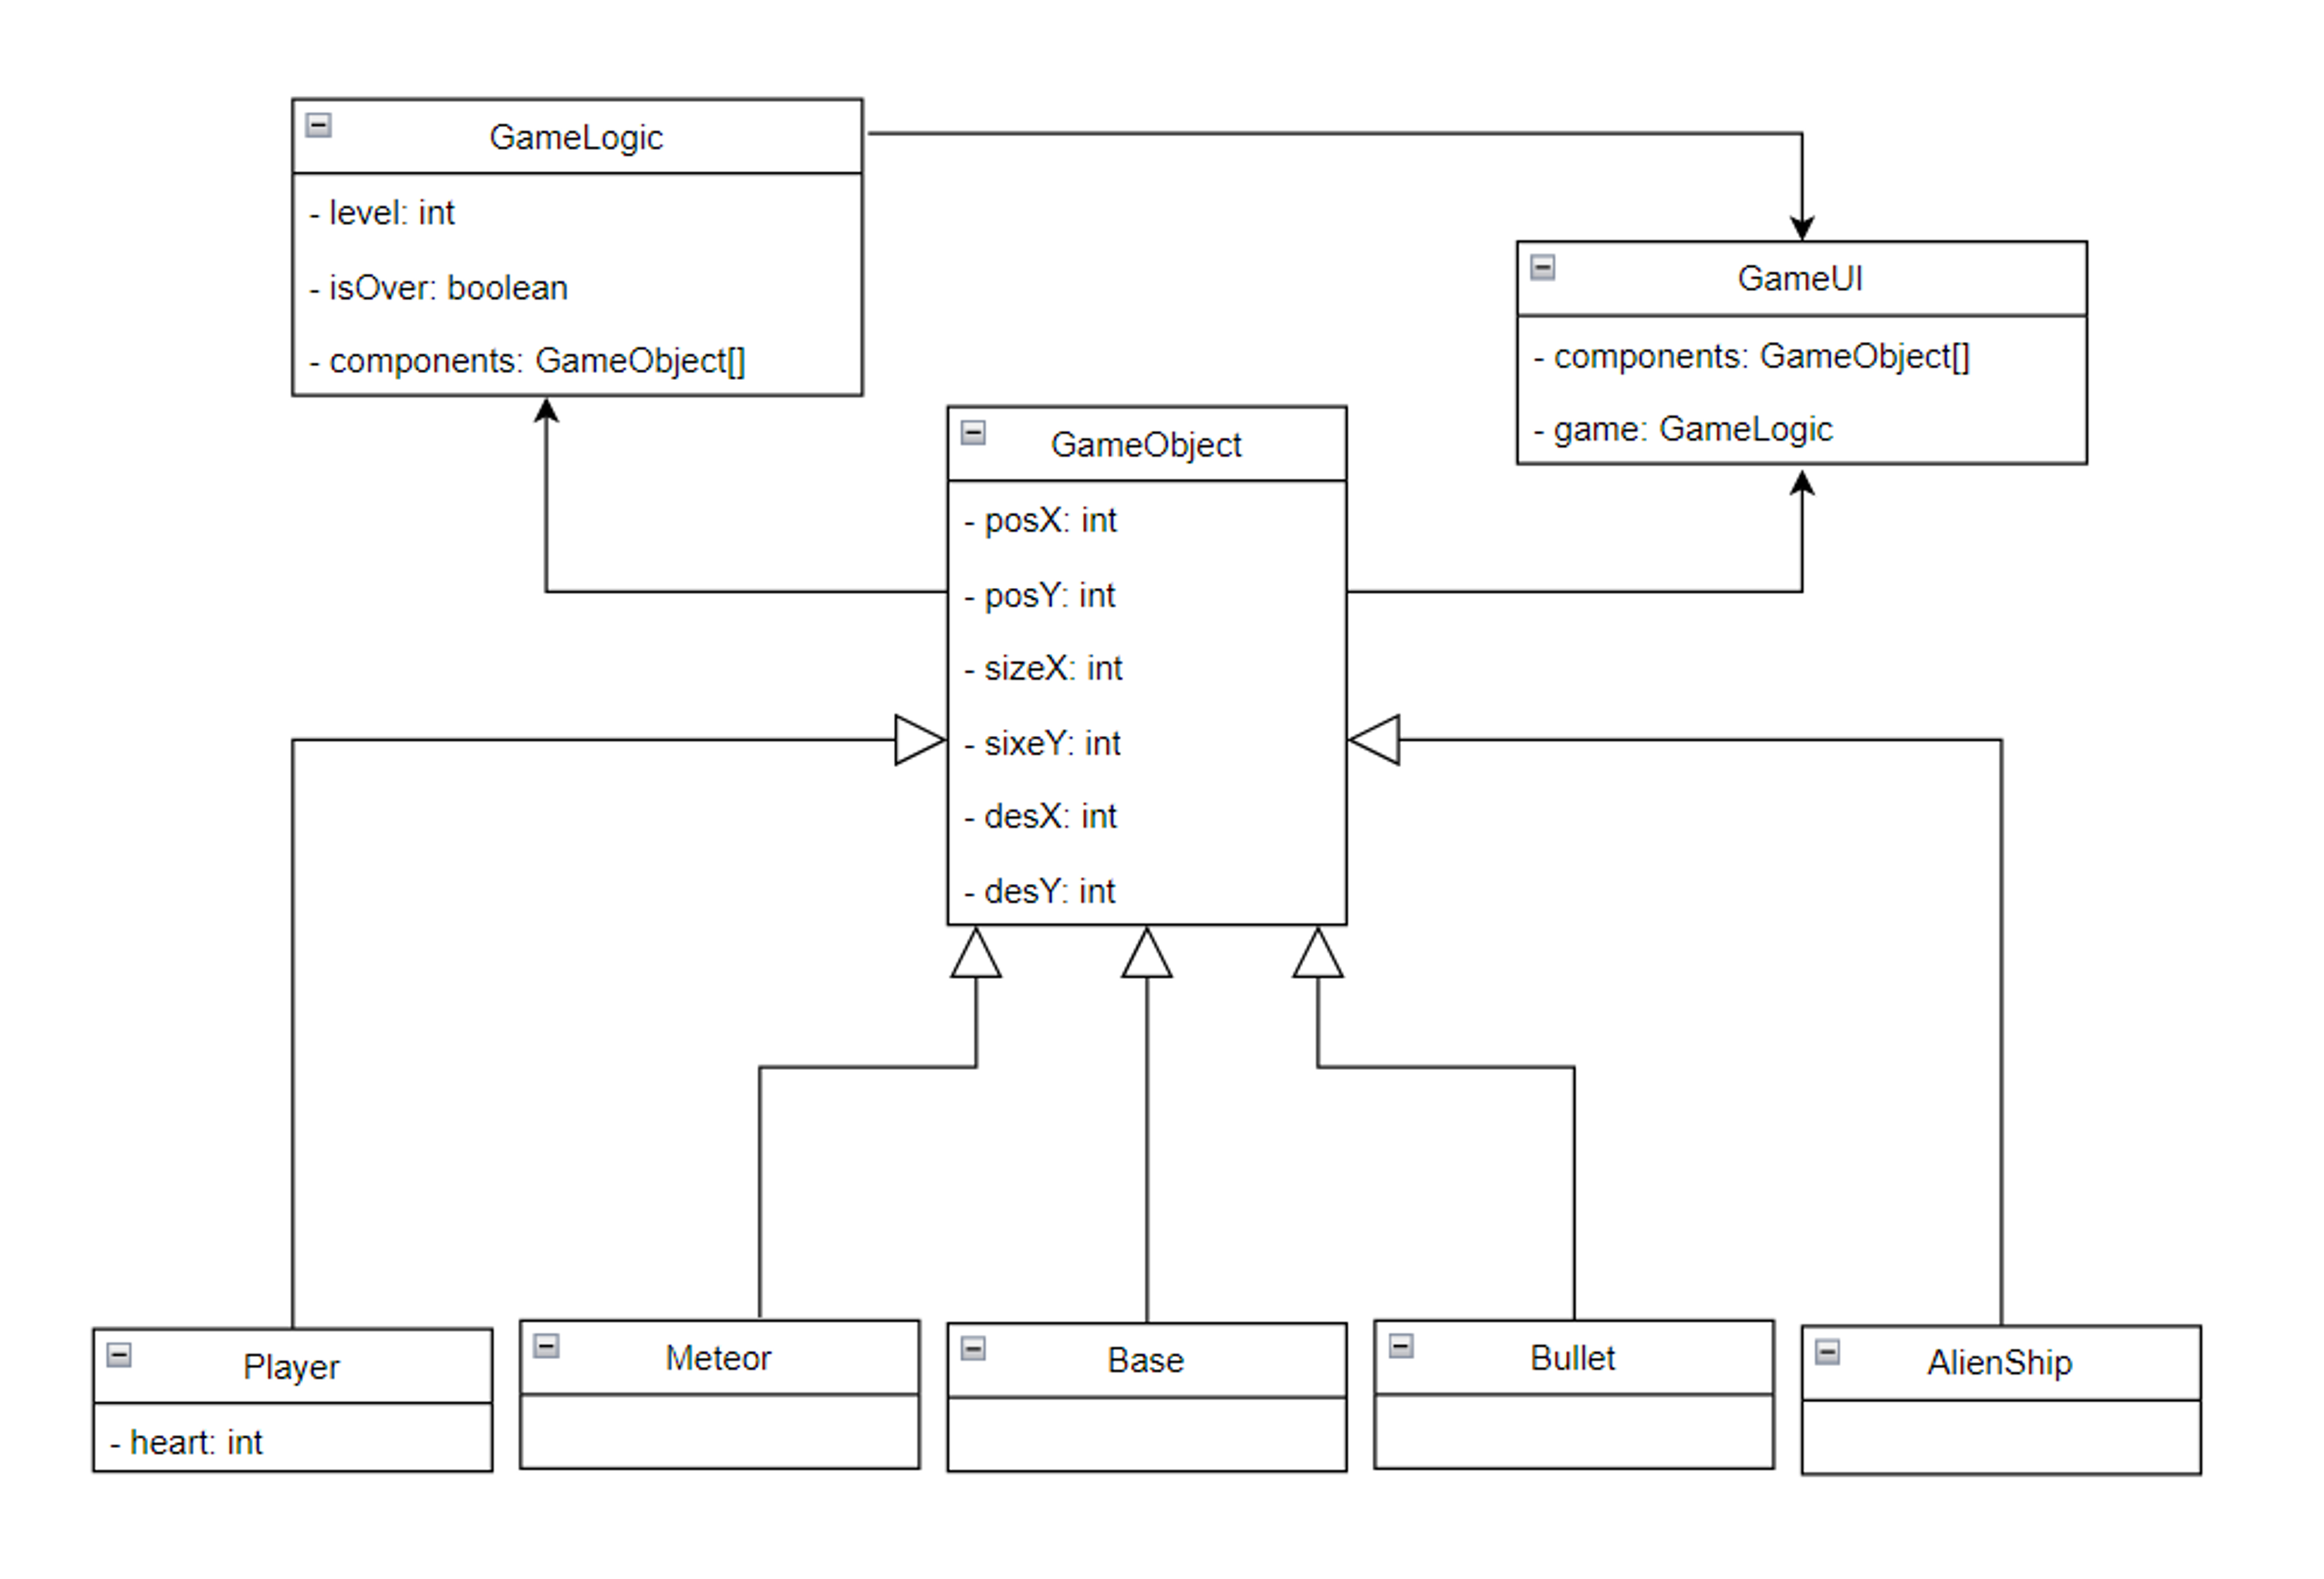 GameLogic
- level: int
- isOver: boolean
- components: GameObject[]
GameUI
- components: GameObject[]
- game: GameLogic
GameObject
- posX: int
- posY: int
- sizeX: int
- sixeY: int
- desX: int
- desY: int
Player
- heart: int
Meteor
Base
Bullet
AlienShip